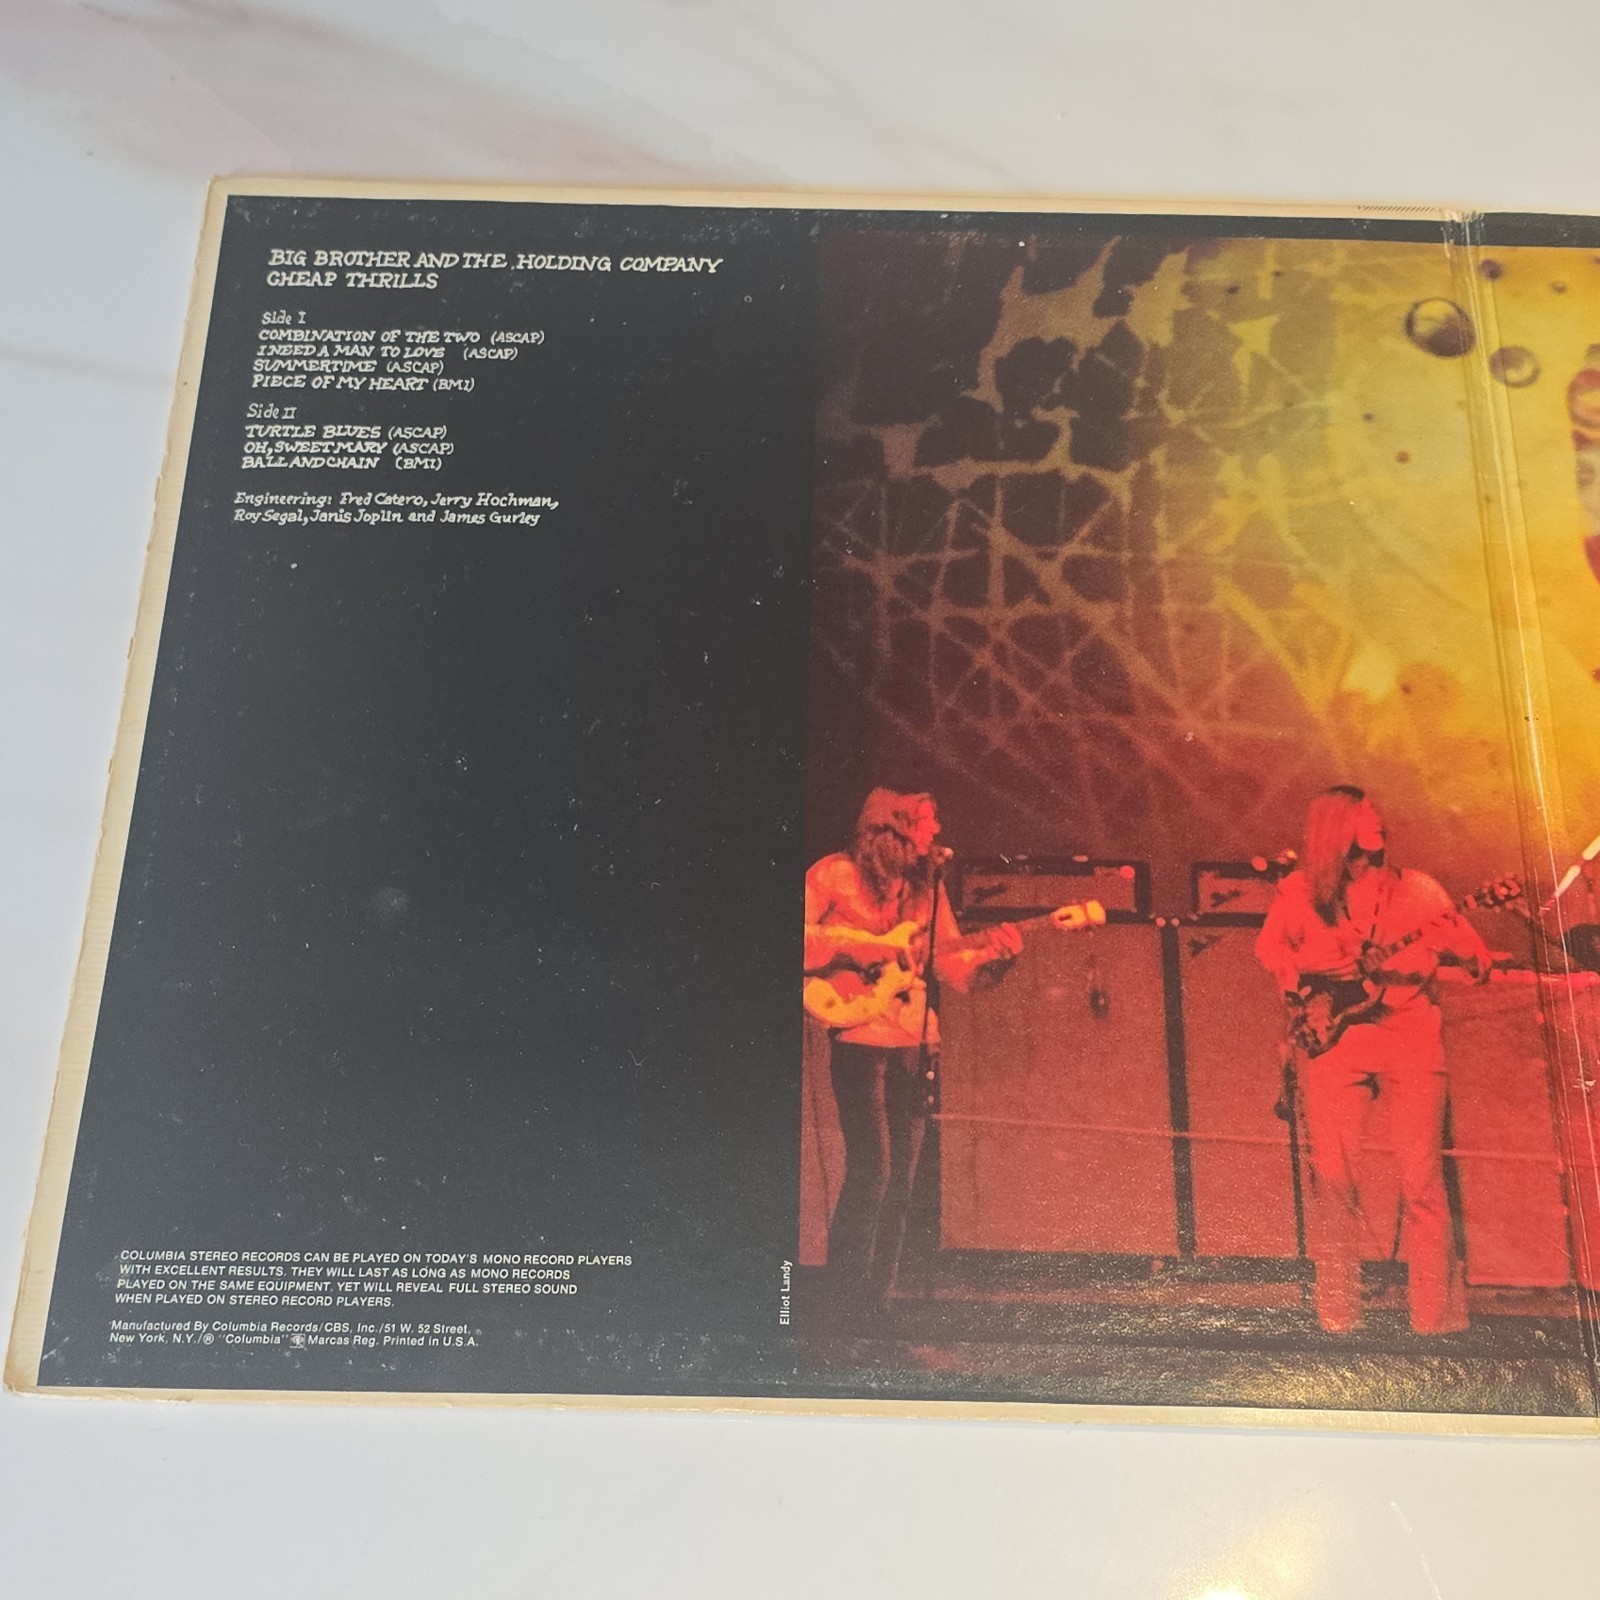 BIG BROTHER AND THE HOLDING COMPANY
CHEAP THRILLS
Side I
COMBINATION OF THE TWO (ASCAP)
I NEED A MAN TO LOVE (ASCAP)
SUMMERTIME (ASCAP)
PIECE OF MY HEART (BMI)
Side II
TURTLE BLUES (ASCAP)
OH, SWEET MARY (ASCAP)
BALL AND CHAIN (BMI)
Engineering: Fred Catero, Jerry Hochman,
Roy Segal, Janis Joplin and James Gurley
COLUMBIA STEREO RECORDS CAN BE PLAYED ON TODAY'S MONO RECORD PLAYERS
WITH EXCELLENT RESULTS. THEY WILL LAST AS LONG AS MONO RECORDS
PLAYED ON THE SAME EQUIPMENT, YET WILL REVEAL FULL STEREO SOUND
WHEN PLAYED ON STEREO RECORD PLAYERS.
Manufactured By Columbia Records/CBS, Inc./51 W. 52 Street,
New York, N.Y./® "Columbia" Marcas Reg. Printed in U.S.A.
Elliot Landy